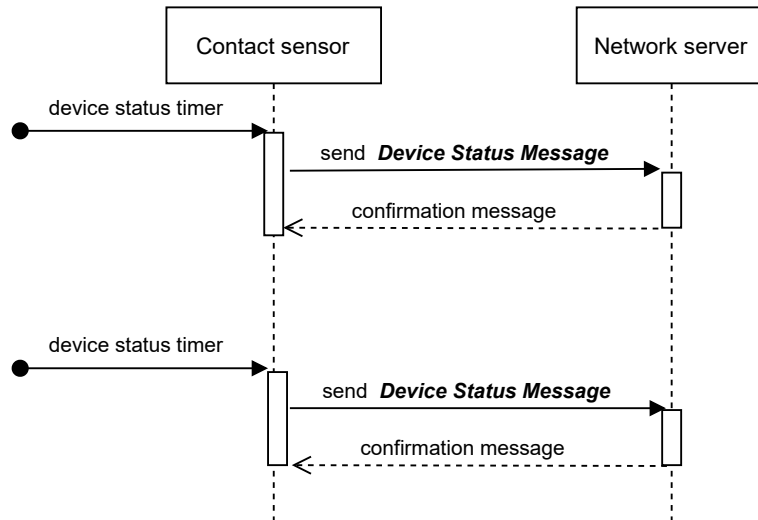 Contact sensor
Network server
device status timer
send Device Status Message
confirmation message
device status timer
send Device Status Message
confirmation message